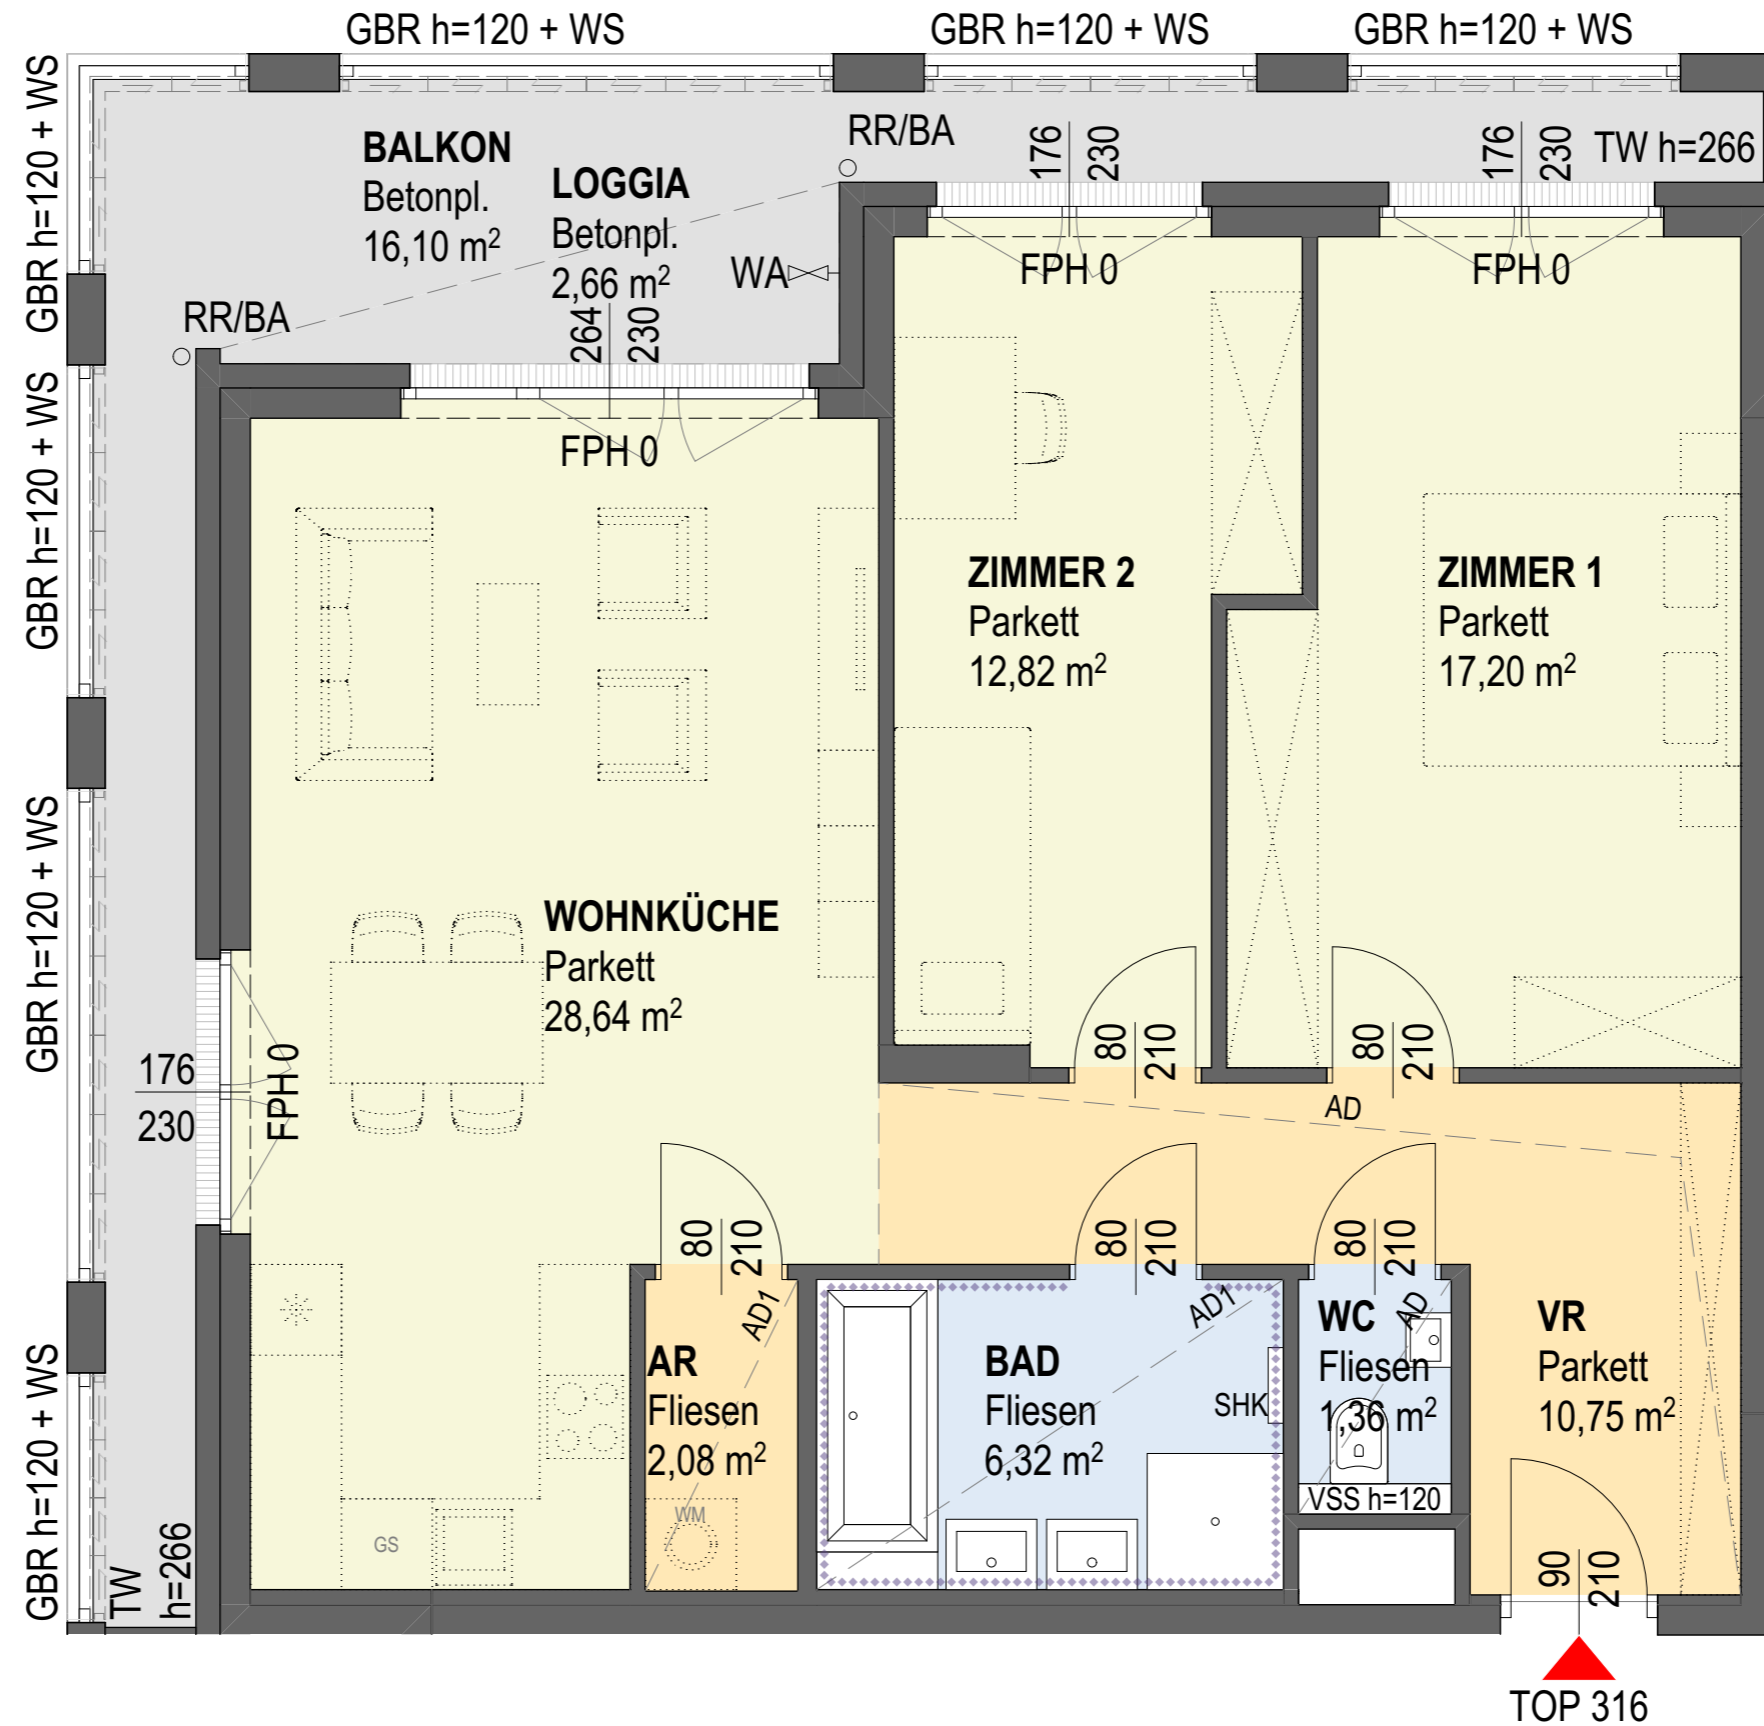 GBR h=120 + WS
GBR h=120 + WS
GBR h=120 + WS
GBR h=120 + WS
GBR h=120 + WS
GBR h=120 + WS
GBR h=120 + WS
BALKON
Betonpl.
16,10 m²
LOGGIA
Betonpl.
2,66 m²
RR/BA
RR/BA
WA
176
230
176
230
TW h=266
264
230
FPH 0
FPH 0
FPH 0
ZIMMER 2
Parkett
12,82 m²
ZIMMER 1
Parkett
17,20 m²
WOHNKÜCHE
Parkett
28,64 m²
176
230
FPH 0
80
210
80
210
AD
80
210
80
210
80
210
AR
Fliesen
2,08 m²
AD1
WM
GS
BAD
Fliesen
6,32 m²
AD1
SHK
WC
Fliesen
1,36 m²
AD
VSS h=120
VR
Parkett
10,75 m²
90
210
TW
h=266
TOP 316